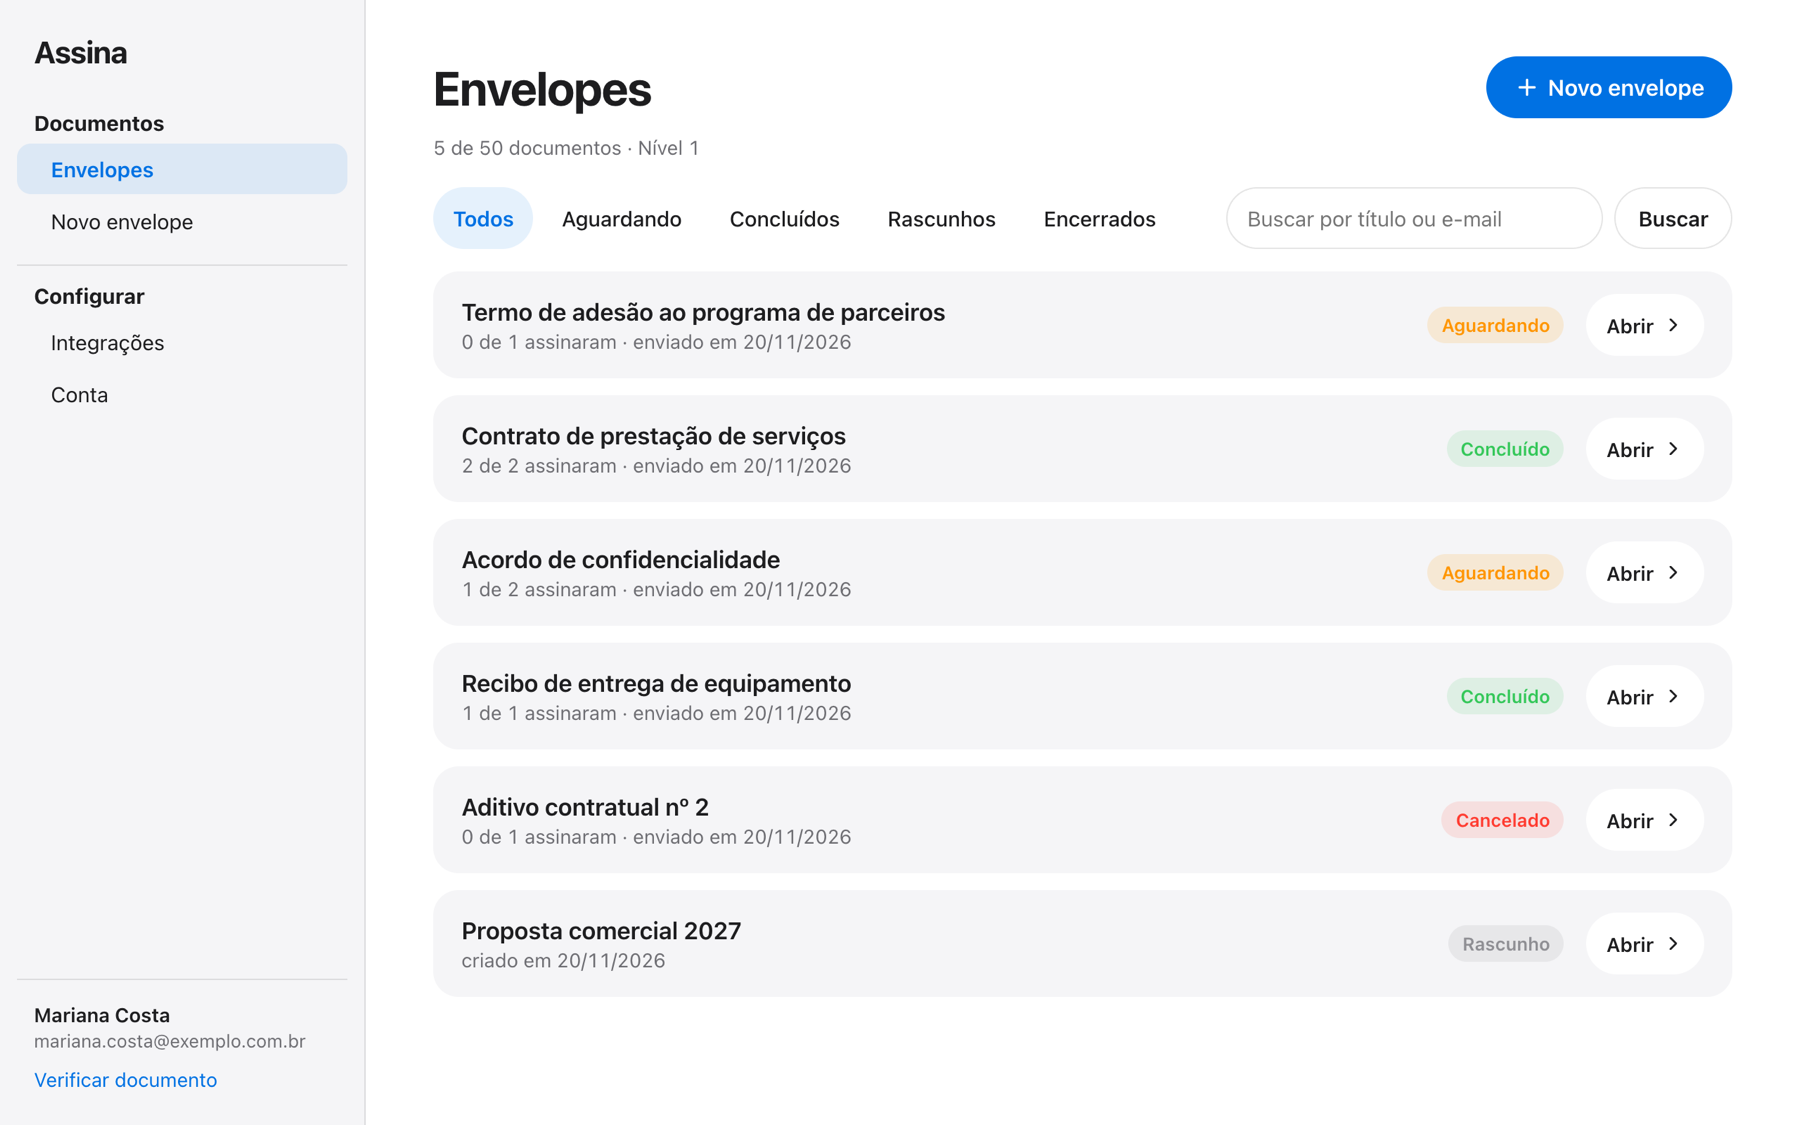 Assina
Documentos
Envelopes
Novo envelope
Configurar
Integrações
Conta
Mariana Costa
mariana.costa@exemplo.com.br
Verificar documento
Envelopes
+ Novo envelope
5 de 50 documentos · Nível 1
Todos Aguardando Concluídos Rascunhos Encerrados Buscar por título ou e-mail Buscar
Termo de adesão ao programa de parceiros
0 de 1 assinaram · enviado em 20/11/2026
Aguardando Abrir
Contrato de prestação de serviços
2 de 2 assinaram · enviado em 20/11/2026
Concluído Abrir
Acordo de confidencialidade
1 de 2 assinaram · enviado em 20/11/2026
Aguardando Abrir
Recibo de entrega de equipamento
1 de 1 assinaram · enviado em 20/11/2026
Concluído Abrir
Aditivo contratual nº 2
0 de 1 assinaram · enviado em 20/11/2026
Cancelado Abrir
Proposta comercial 2027
criado em 20/11/2026
Rascunho Abrir